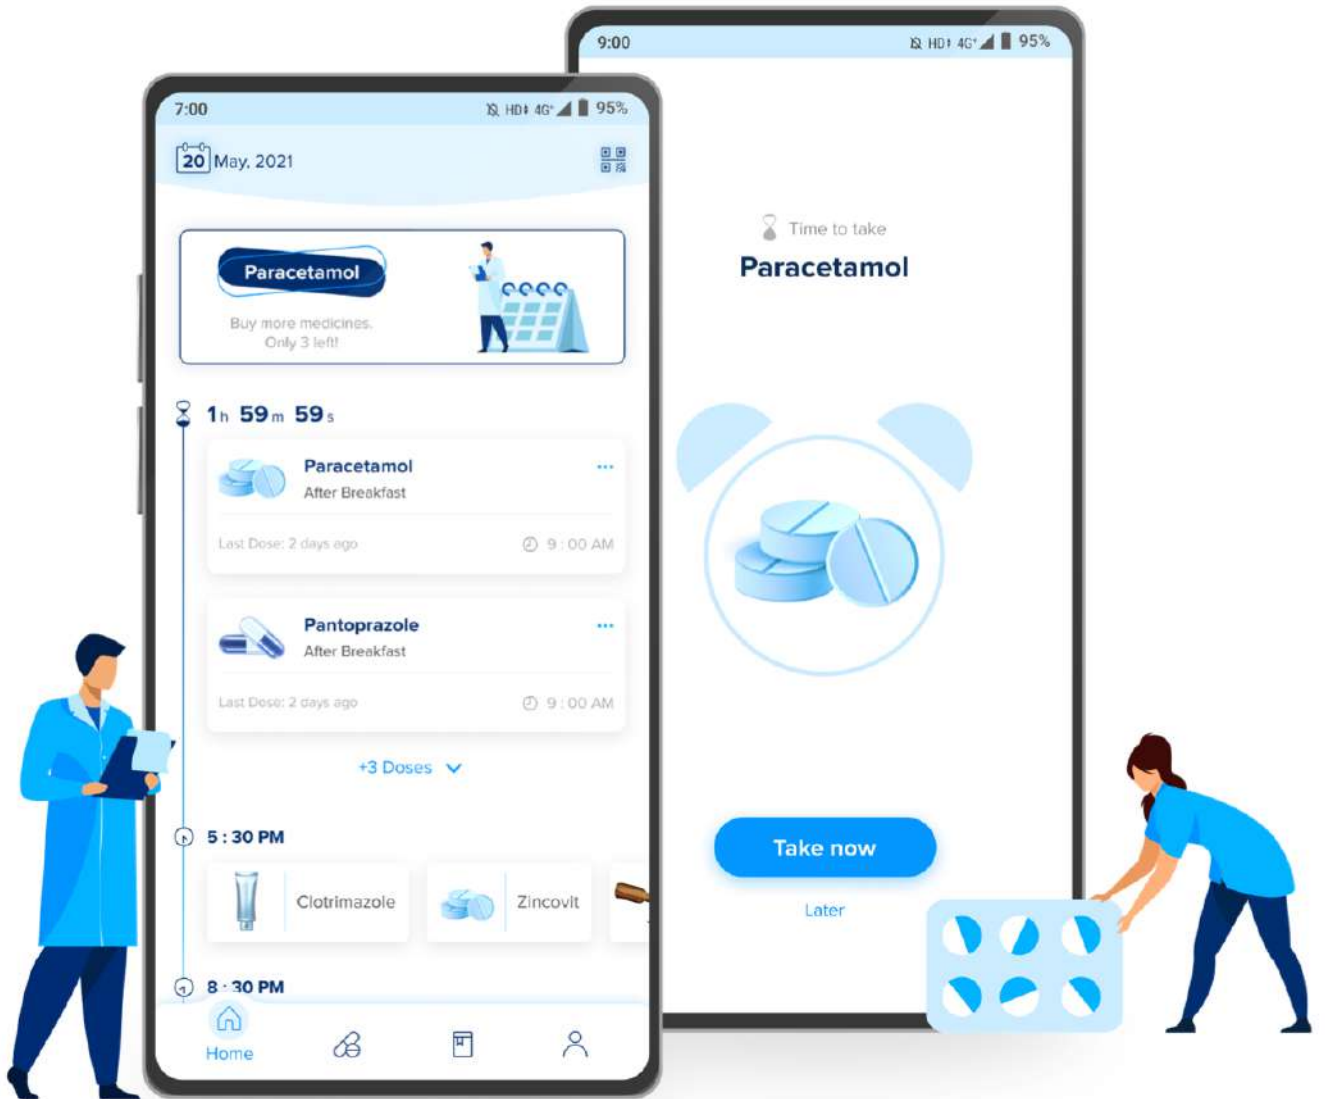 7:00
HD 4G+ 95%
20 May, 2021
Paracetamol
Buy more medicines.
Only 3 left!
1h 59m 59s
Paracetamol
After Breakfast
Last Dose: 2 days ago 9 : 00 AM
Pantoprazole
After Breakfast
Last Dose: 2 days ago 9 : 00 AM
+3 Doses
5 : 30 PM
Clotrimazole
Zincovit
8 : 30 PM
Home
9:00
HD 4G+ 95%
Time to take
Paracetamol
Take now
Later